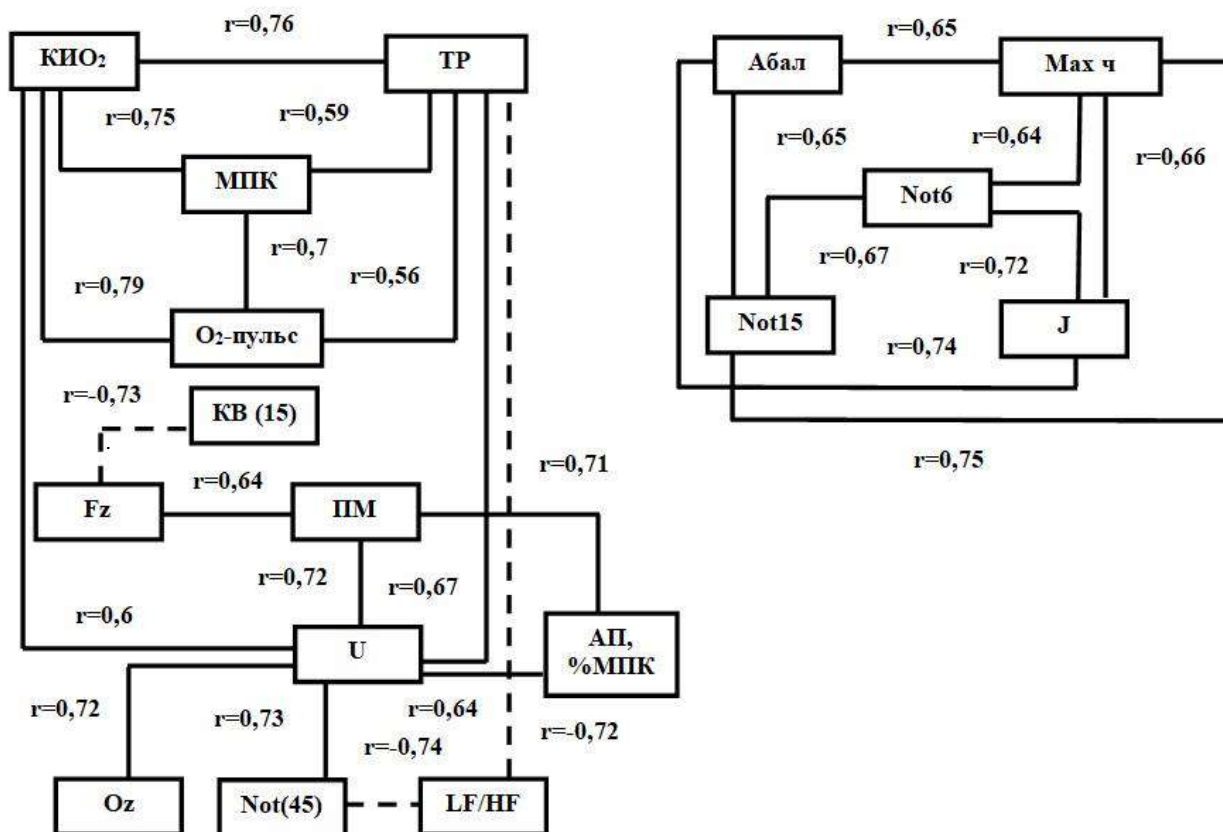 r=0,76
КИО₂
ТР
r=0,75
r=0,59
МПК
r=0,7
r=0,79
r=0,56
О₂-пульс
r=-0,73
КВ (15)
r=0,64
r=0,71
Fz
ПМ
r=0,72
r=0,67
r=0,6
U
АП,
%МПК
r=0,72
r=0,73
r=0,64
r=-0,74
r=-0,72
Oz
Not(45)
LF/HF
r=0,65
Абал
Мах ч
r=0,65
r=0,64
r=0,66
Not6
r=0,67
r=0,72
Not15
J
r=0,74
r=0,75